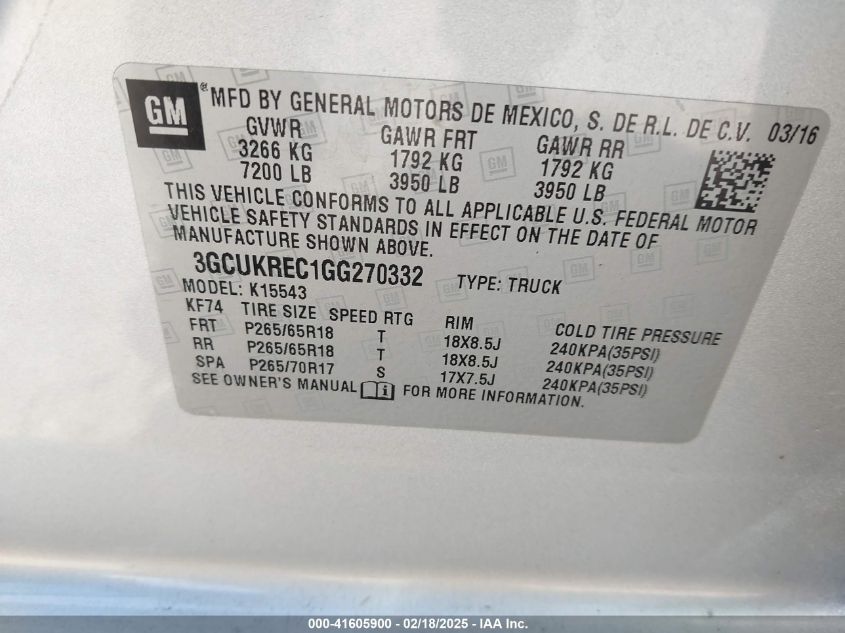 GM ® MFD BY GENERAL MOTORS DE MEXICO, S. DE R.L. DE C.V. 03/16
GVWR GAWR FRT GAWR RR
3266 KG 1792 KG 1792 KG
7200 LB 3950 LB 3950 LB
THIS VEHICLE CONFORMS TO ALL APPLICABLE U.S. FEDERAL MOTOR
VEHICLE SAFETY STANDARDS IN EFFECT ON THE DATE OF
MANUFACTURE SHOWN ABOVE.
3GCUKREC1GG270332 TYPE: TRUCK
MODEL: K15543
KF74 TIRE SIZE SPEED RTG RIM COLD TIRE PRESSURE
FRT P265/65R18 T 18X8.5J 240KPA(35PSI)
RR P265/65R18 T 18X8.5J 240KPA(35PSI)
SPA P265/70R17 S 17X7.5J 240KPA(35PSI)
SEE OWNER'S MANUAL i FOR MORE INFORMATION.
000-41605900 - 02/18/2025 - IAA Inc.